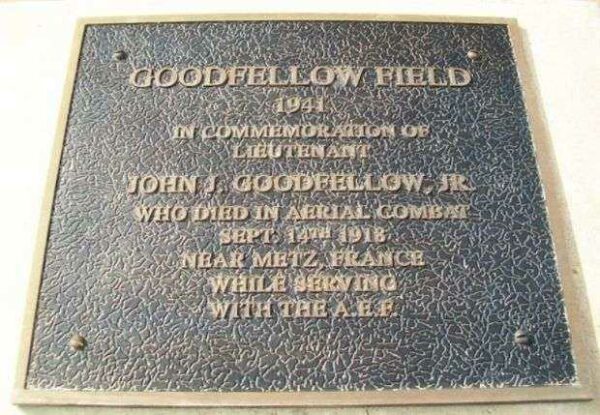 GOODFELLOW FIELD
1941
IN COMMEMORATION OF
LIEUTENANT
JOHN J. GOODFELLOW, JR.
WHO DIED IN AERIAL COMBAT
SEPT. 14TH 1918
NEAR METZ, FRANCE
WHILE SERVING
WITH THE A.E.F.